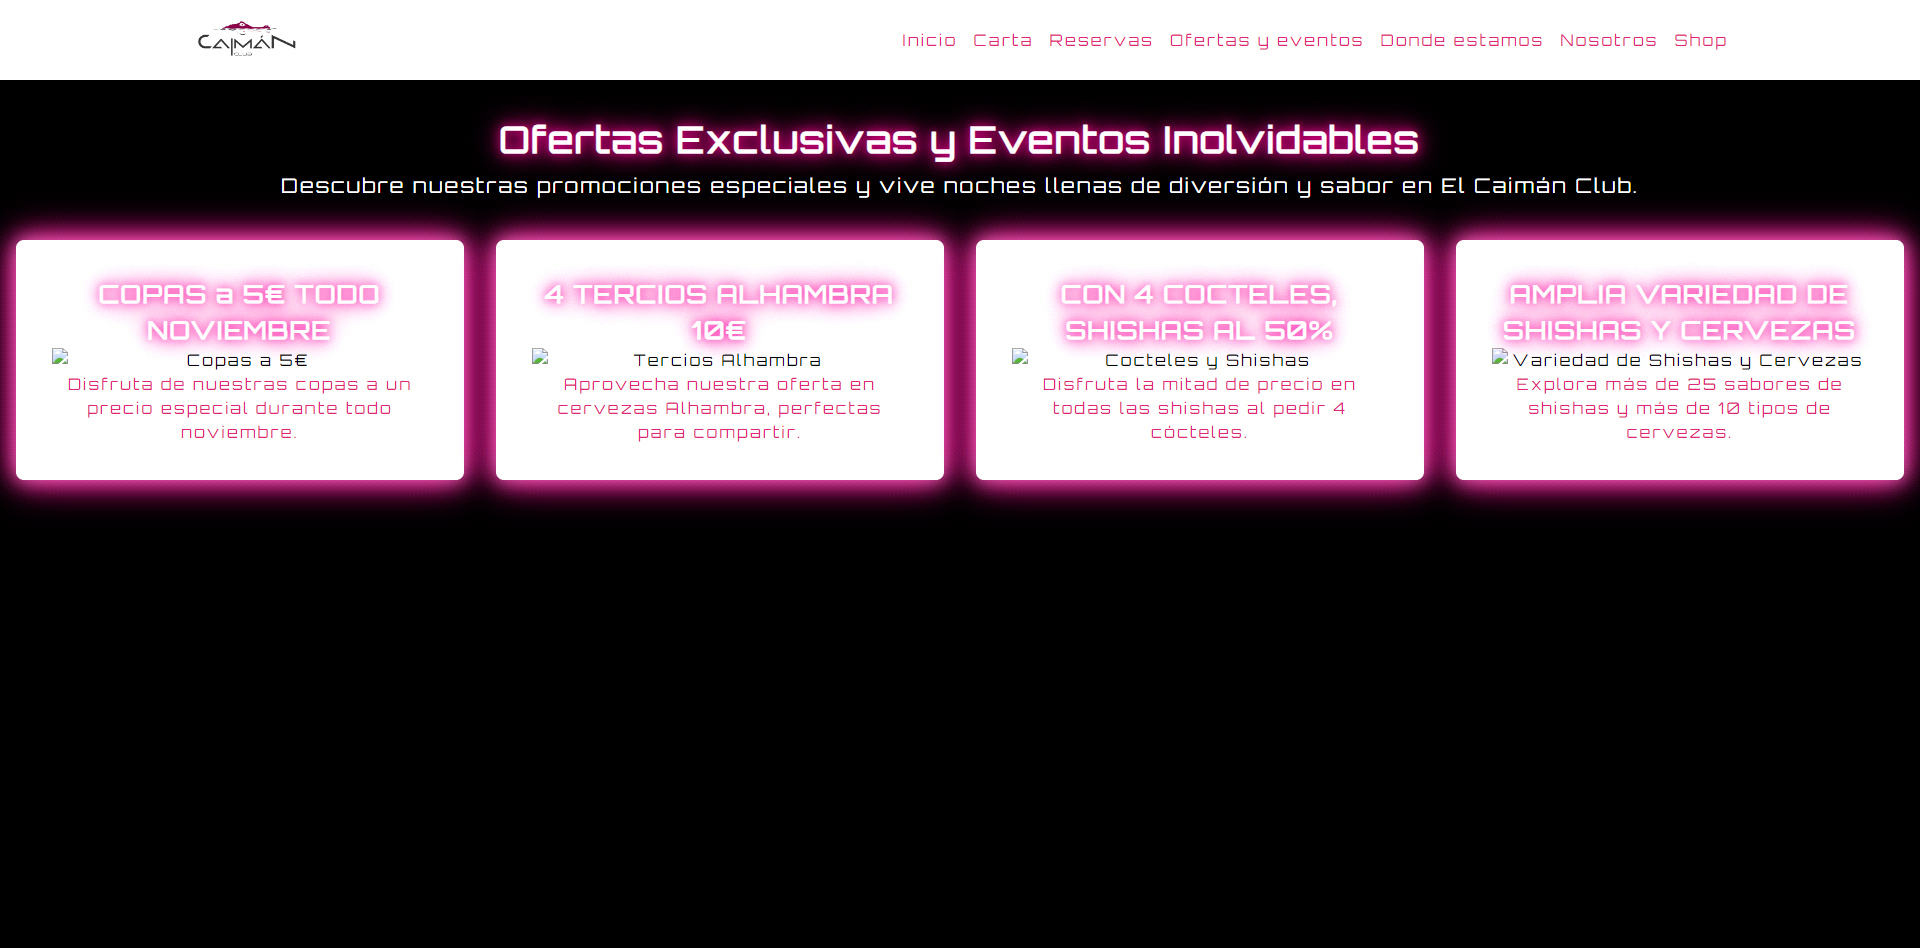 CAIMÁN
CLUB
Inicio Carta Reservas Ofertas y eventos Donde estamos Nosotros Shop
Ofertas Exclusivas y Eventos Inolvidables
Descubre nuestras promociones especiales y vive noches llenas de diversión y sabor en El Caimán Club.
COPAS a 5€ TODO
NOVIEMBRE
Copas a 5€
Disfruta de nuestras copas a un
precio especial durante todo
noviembre.
4 TERCIOS ALHAMBRA
10€
Tercios Alhambra
Aprovecha nuestra oferta en
cervezas Alhambra, perfectas
para compartir.
CON 4 COCTELES,
SHISHAS AL 50%
Cocteles y Shishas
Disfruta la mitad de precio en
todas las shishas al pedir 4
cócteles.
AMPLIA VARIEDAD DE
SHISHAS Y CERVEZAS
Variedad de Shishas y Cervezas
Explora más de 25 sabores de
shishas y más de 10 tipos de
cervezas.